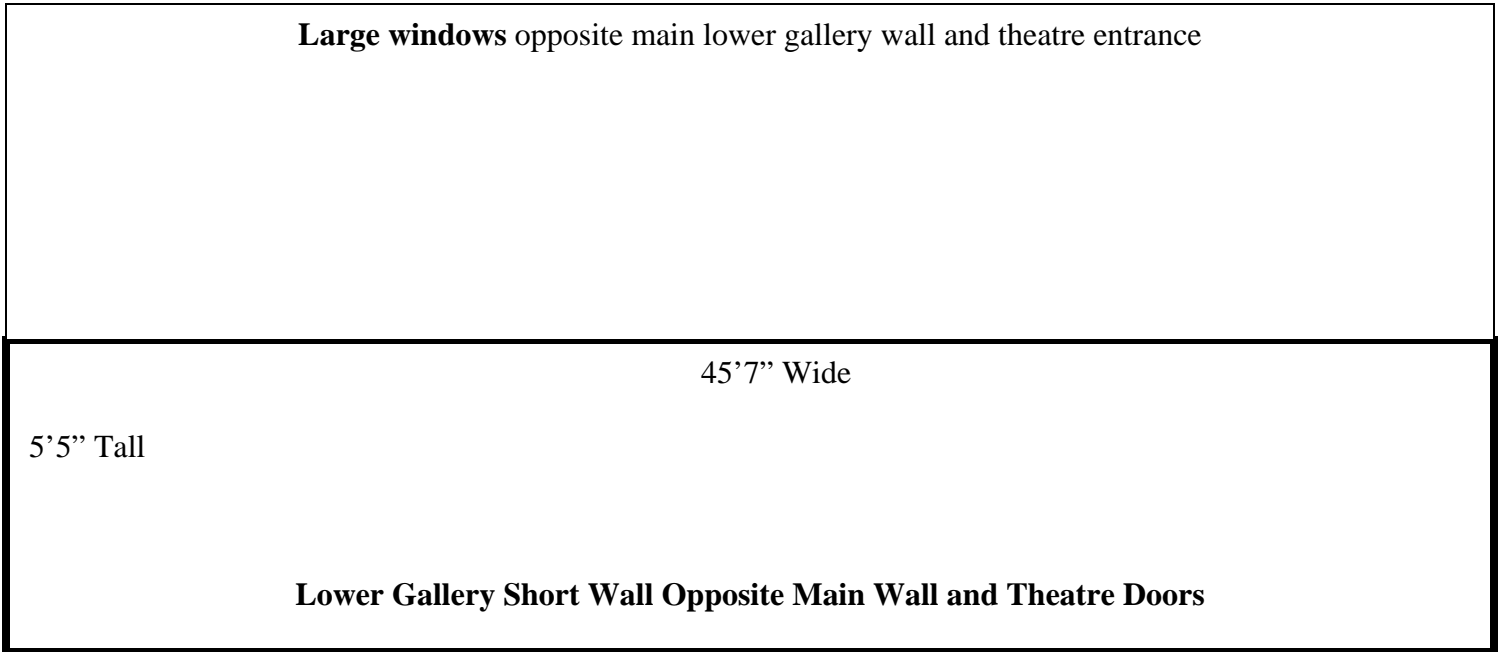 Large windows opposite main lower gallery wall and theatre entrance
45’7” Wide
5’5” Tall
Lower Gallery Short Wall Opposite Main Wall and Theatre Doors